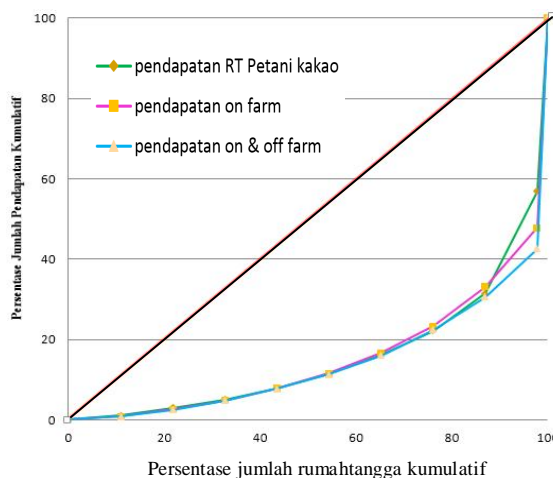 100
80
60
40
20
0
Persentase Jumlah Pendapatan Kumulatif
pendapatan RT Petani kakao
pendapatan on farm
pendapatan on & off farm
0 20 40 60 80 100
Persentase jumlah rumahtangga kumulatif